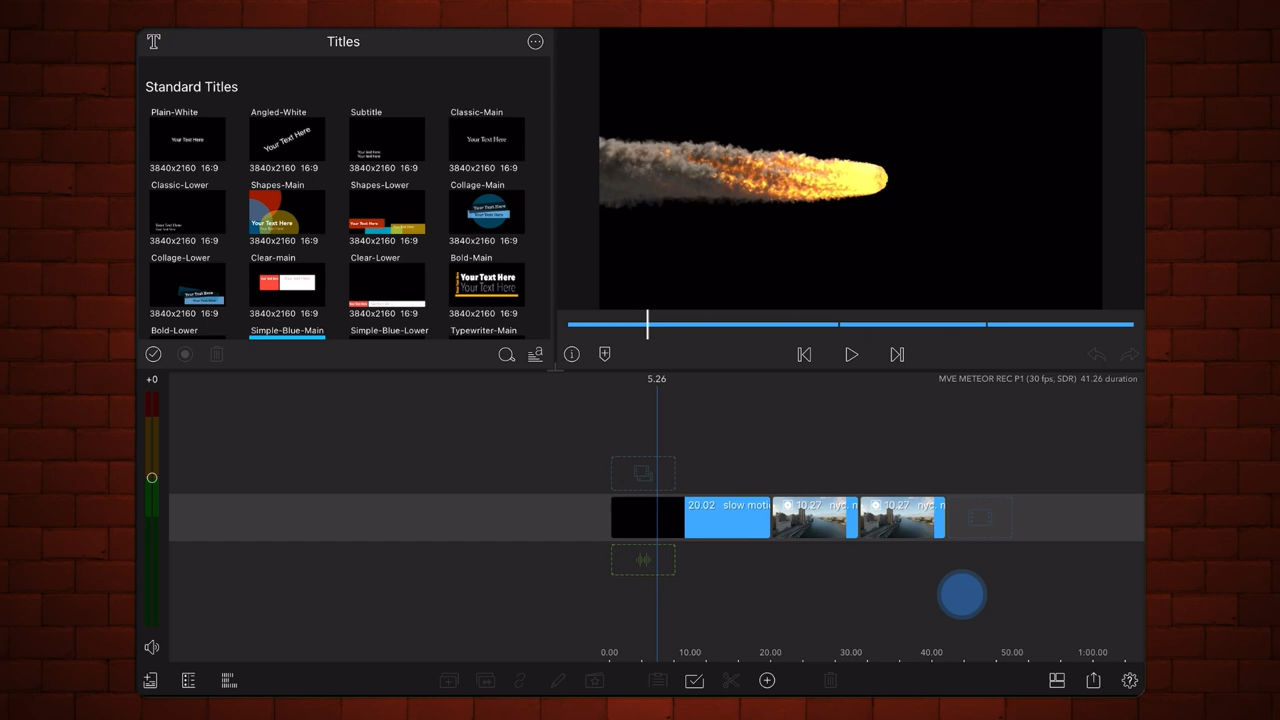 Titles
Standard Titles
Plain-White Angled-White Subtitle Classic-Main
Your Text Here Your Text Here Your Text Here Your Text Here
3840x2160 16:9 3840x2160 16:9 3840x2160 16:9 3840x2160 16:9
Classic-Lower Shapes-Main Shapes-Lower Collage-Main
Your Text Here Your Text Here
3840x2160 16:9 3840x2160 16:9 3840x2160 16:9 3840x2160 16:9
Collage-Lower Clear-main Clear-Lower Bold-Main
Your Text Here
Your Text Here
3840x2160 16:9 3840x2160 16:9 3840x2160 16:9 3840x2160 16:9
Bold-Lower Simple-Blue-Main Simple-Blue-Lower Typewriter-Main
+0
5.26
MVE METEOR REC P1 (30 fps, SDR) 41.26 duration
20.02 slow moti
10.27 nyc. n
10.27 nyc. n
0.00 10.00 20.00 30.00 40.00 50.00 1:00.00